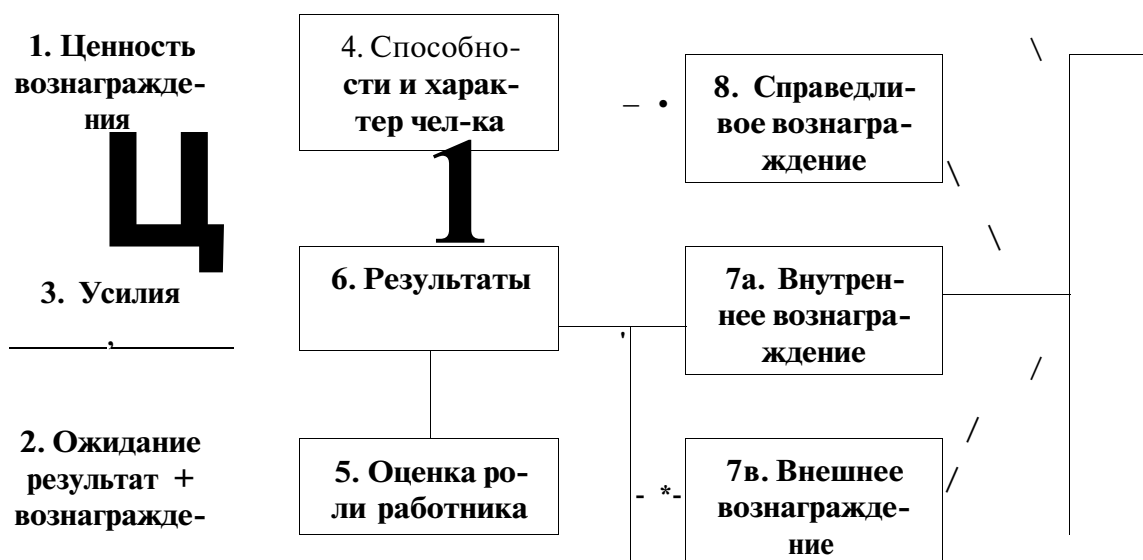 1. Ценность
вознагражде-
ния
Ц
3. Усилия
2. Ожидание
результат +
вознагражде-
4. Способно-
сти и харак-
тер чел-ка
1
6. Результаты
5. Оценка ро-
ли работника
8. Справедли-
вое вознагра-
ждение
7а. Внутрен-
нее вознагра-
ждение
7в. Внешнее
вознагражде-
ние